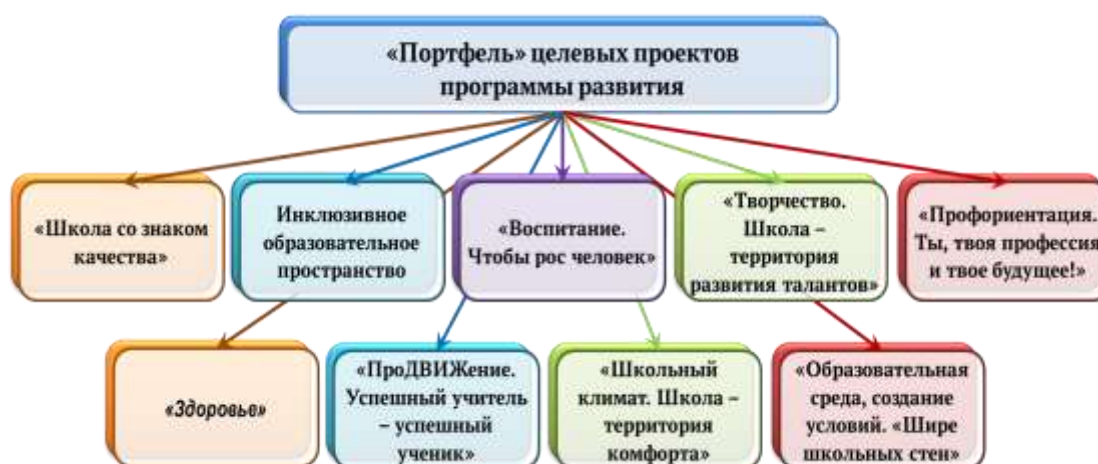 «Портфель» целевых проектов
программы развития
«Школа со знаком
качества»
Инклюзивное
образовательное
пространство
«Воспитание.
Чтобы рос человек»
«Творчество.
Школа –
территория
развития талантов»
«Профориентация.
Ты, твоя профессия
и твое будущее!»
«Здоровье»
«ПроДВИЖение.
Успешный учитель
– успешный
ученик»
«Школьный
климат. Школа –
территория
комфорта»
«Образовательная
среда, создание
условий. «Шире
школьных стен»